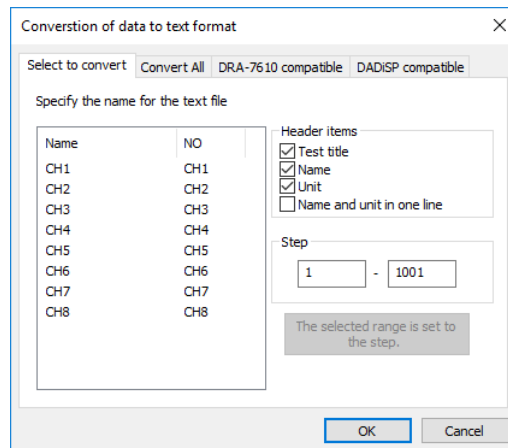 Converstion of data to text format
Select to convert Convert All DRA-7610 compatible DADiSP compatible
Specify the name for the text file
Name NO
CH1 CH1
CH2 CH2
CH3 CH3
CH4 CH4
CH5 CH5
CH6 CH6
CH7 CH7
CH8 CH8
Header items
Test title
Name
Unit
Name and unit in one line
Step
1 - 1001
The selected range is set to
the step.
OK Cancel